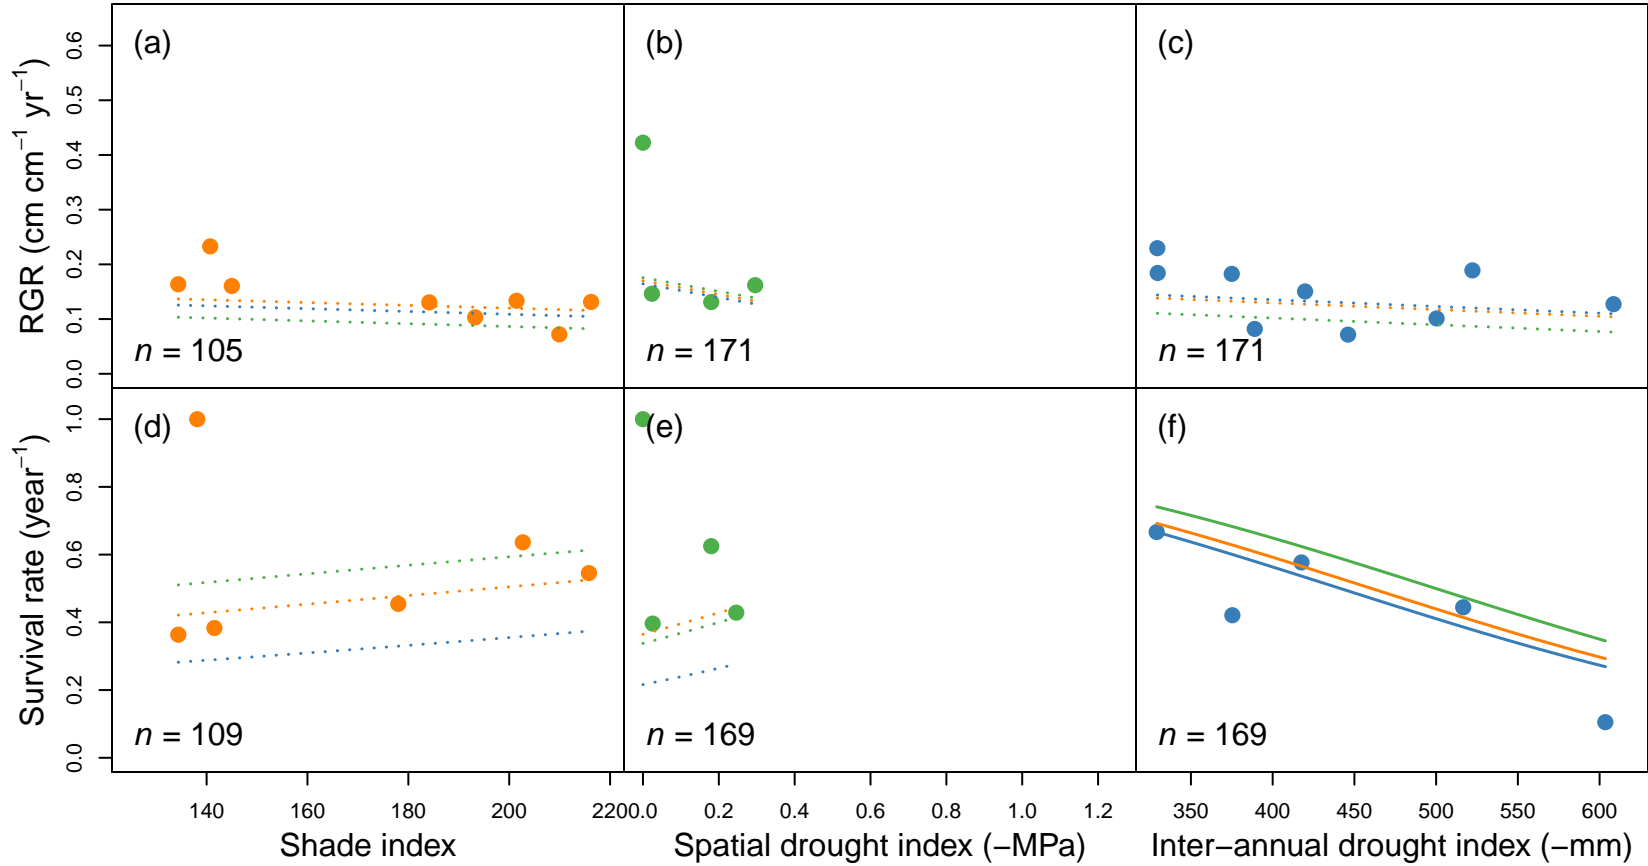 (a) (b) (c)
RGR (cm cm⁻¹ yr⁻¹)
0.0 0.1 0.2 0.3 0.4 0.5 0.6
n = 105 n = 171 n = 171
(d) (e) (f)
Survival rate (year⁻¹)
0.0 0.2 0.4 0.6 0.8 1.0
n = 109 n = 169 n = 169
140 160 180 200 220 0.0 0.2 0.4 0.6 0.8 1.0 1.2 350 400 450 500 550 600
Shade index Spatial drought index (−MPa) Inter−annual drought index (−mm)